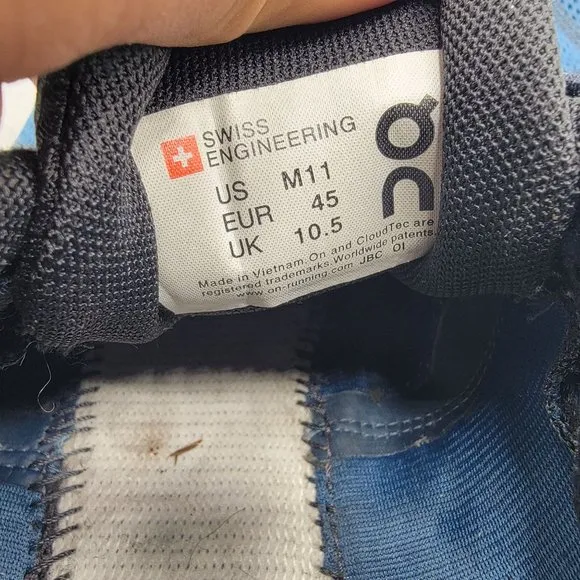 SWISS
ENGINEERING
US M11
EUR 45
UK 10.5
Made in Vietnam. On and CloudTec are
registered trademarks. Worldwide patents.
www.on-running.com JBC 01
On